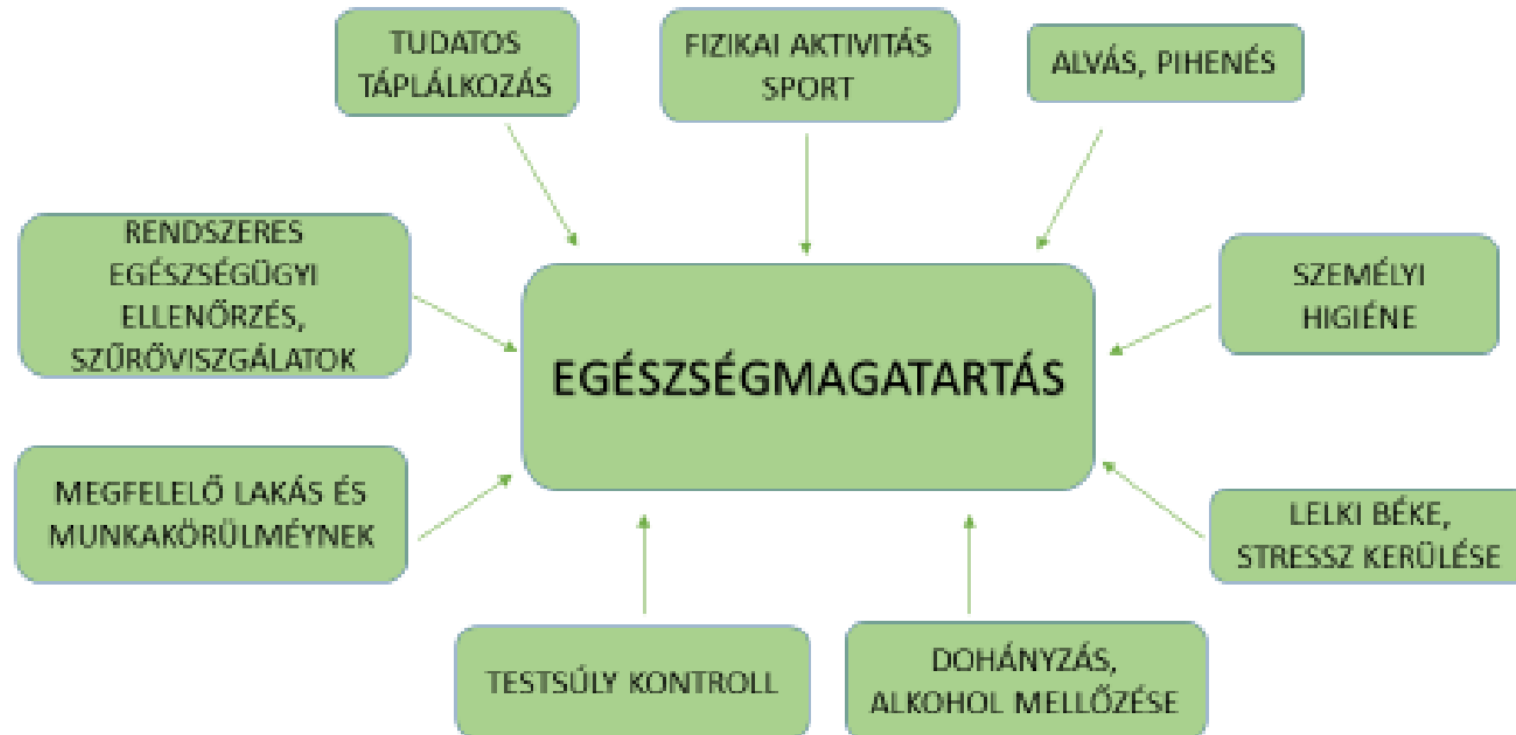 TUDATOS
TÁPLÁLKOZÁS
FIZIKAI AKTIVITÁS
SPORT
ALVÁS, PIHENÉS
RENDSZERES
EGÉSZSÉGÜGYI
ELLENŐRZÉS,
SZŰRŐVISZGÁLATOK
SZEMÉLYI
HIGIÉNE
EGÉSZSÉGMAGATARTÁS
MEGFELELŐ LAKÁS ÉS
MUNKAKÖRÜLMÉYNEK
LELKI BÉKE,
STRESSZ KERÜLÉSE
TESTSÚLY KONTROLL
DOHÁNYZÁS,
ALKOHOL MELLŐZÉSE